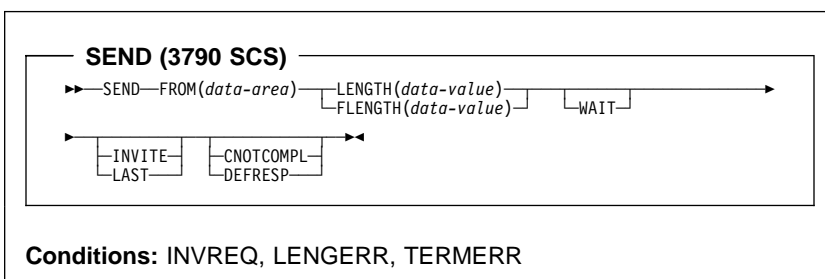 SEND (3790 SCS)
SEND FROM(data-area) LENGTH(data-value)
FLENGTH(data-value) WAIT
INVITE CNOTCOMPL
LAST DEFRESP
Conditions: INVREQ, LENGERR, TERMERR